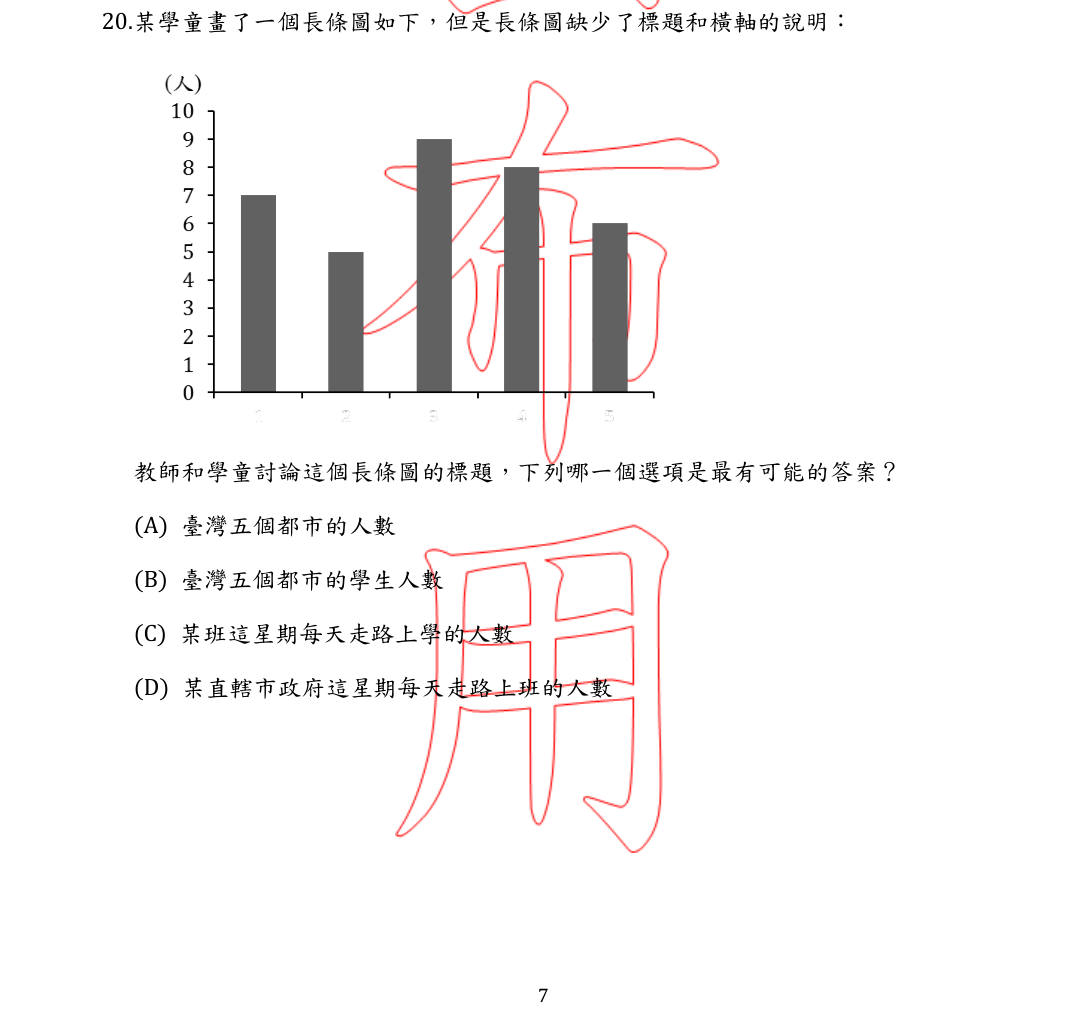 20.某學童畫了一個長條圖如下，但是長條圖缺少了標題和橫軸的說明：
(人)
10
9
8
7
6
5
4
3
2
1
0
1 2 3 4 5
教師和學童討論這個長條圖的標題，下列哪一個選項是最有可能的答案？
(A) 臺灣五個都市的人數
(B) 臺灣五個都市的學生人數
(C) 某班這星期每天走路上學的人數
(D) 某直轄市政府這星期每天走路上班的人數
布
用
7